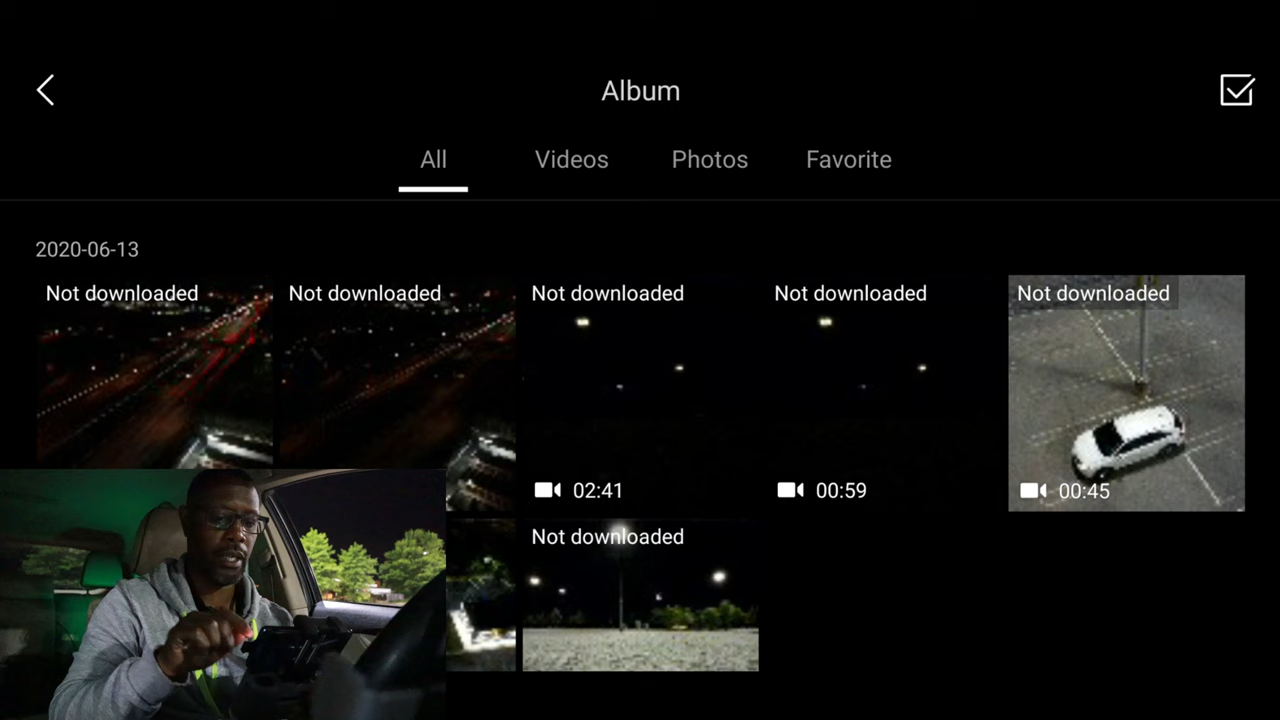 Album
All
Videos
Photos
Favorite
2020-06-13
Not downloaded
Not downloaded
Not downloaded
Not downloaded
Not downloaded
02:41
00:59
00:45
Not downloaded